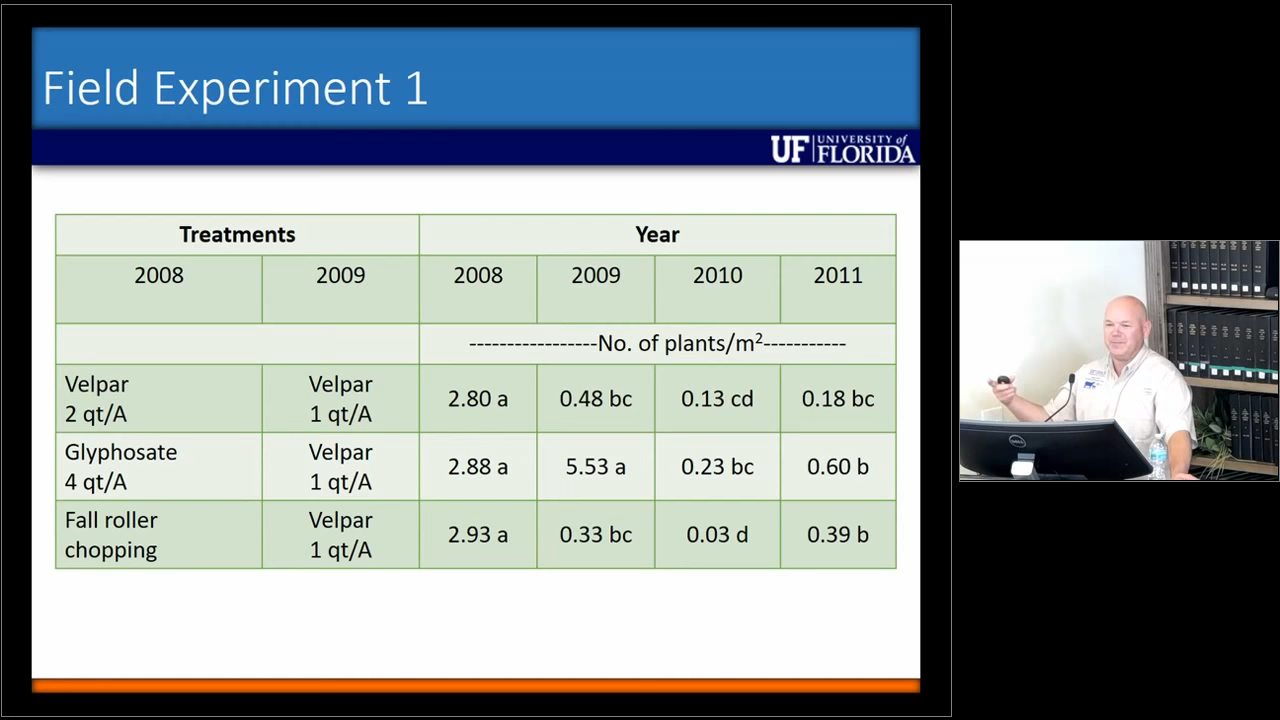 Field Experiment 1
UF | UNIVERSITY of
FLORIDA
Treatments Year
2008 2009 2008 2009 2010 2011
-----------------No. of plants/m²-----------
Velpar
2 qt/A
Velpar
1 qt/A
2.80 a 0.48 bc 0.13 cd 0.18 bc
Glyphosate
4 qt/A
Velpar
1 qt/A
2.88 a 5.53 a 0.23 bc 0.60 b
Fall roller
chopping
Velpar
1 qt/A
2.93 a 0.33 bc 0.03 d 0.39 b
DELL